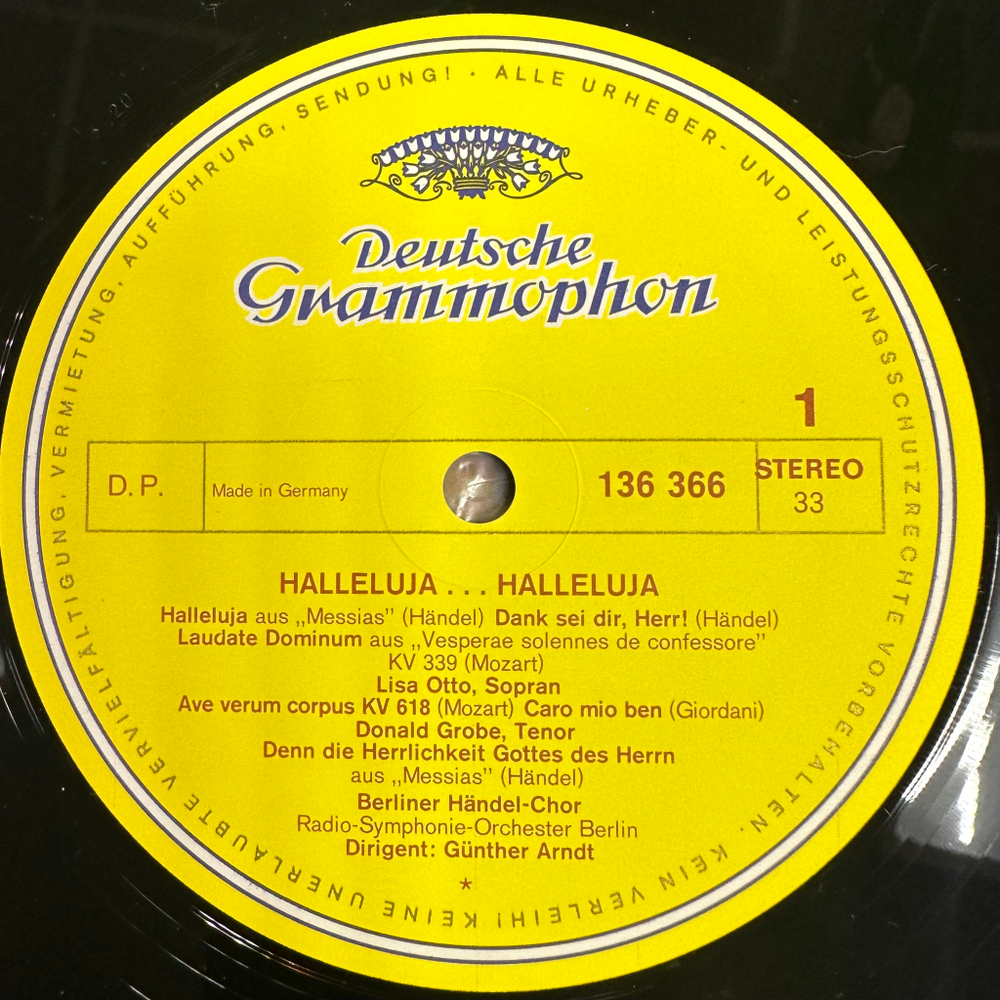 ALLE URHEBER- UND LEISTUNGSSCHUTZRECHTE VORBEHALTEN. KEIN VERLEIH! KEINE UNERLAUBTE VERVIELFÄLTIGUNG, VERMIETUNG, AUFFÜHRUNG, SENDUNG! ·
Deutsche
Grammophon
1
D. P.
Made in Germany
136 366
STEREO
33
HALLELUJA . . . HALLELUJA
Halleluja aus „Messias” (Händel) Dank sei dir, Herr! (Händel)
Laudate Dominum aus „Vesperae solennes de confessore”
KV 339 (Mozart)
Lisa Otto, Sopran
Ave verum corpus KV 618 (Mozart) Caro mio ben (Giordani)
Donald Grobe, Tenor
Denn die Herrlichkeit Gottes des Herrn
aus „Messias” (Händel)
Berliner Händel-Chor
Radio-Symphonie-Orchester Berlin
Dirigent: Günther Arndt
*